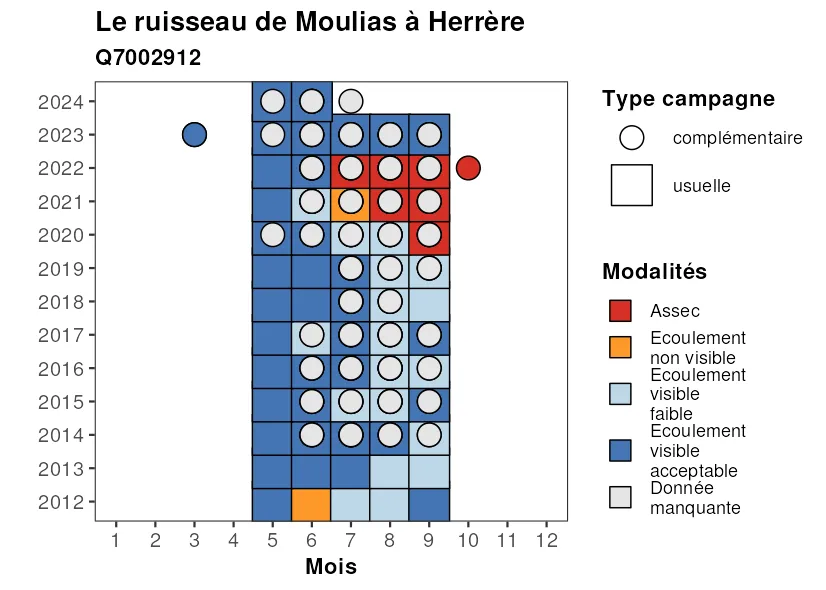 Le ruisseau de Moulias à Herrère
Q7002912
2024
2023
2022
2021
2020
2019
2018
2017
2016
2015
2014
2013
2012
1 2 3 4 5 6 7 8 9 10 11 12
Mois
Type campagne
complémentaire
usuelle
Modalités
Assec
Ecoulement
non visible
Ecoulement
visible
faible
Ecoulement
visible
acceptable
Donnée
manquante